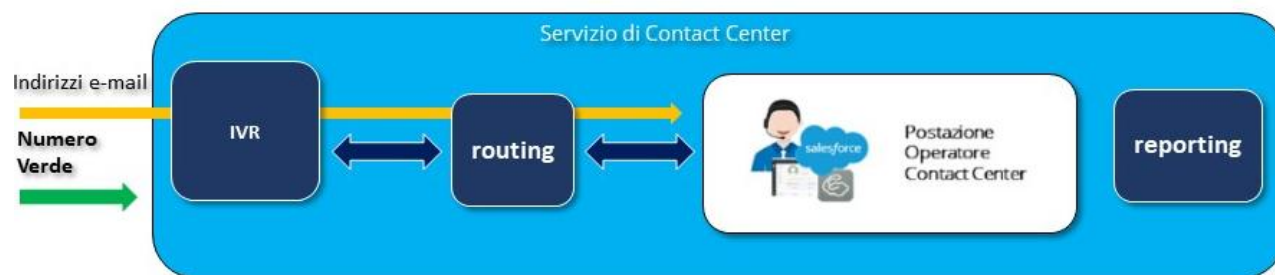 Servizio di Contact Center
Indirizzi e-mail
Numero
Verde
IVR
routing
salesforce
Postazione
Operatore
Contact Center
reporting